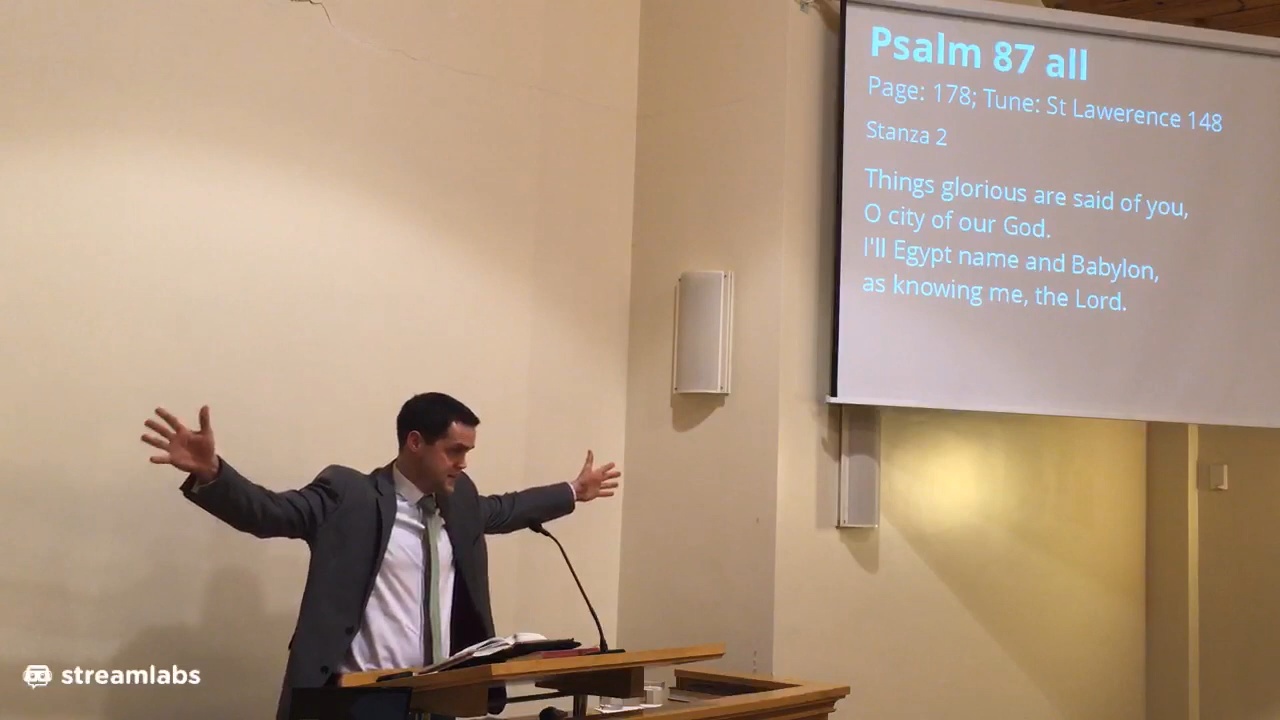 Psalm 87 all
Page: 178; Tune: St Lawerence 148
Stanza 2
Things glorious are said of you,
O city of our God.
I'll Egypt name and Babylon,
as knowing me, the Lord.
streamlabs